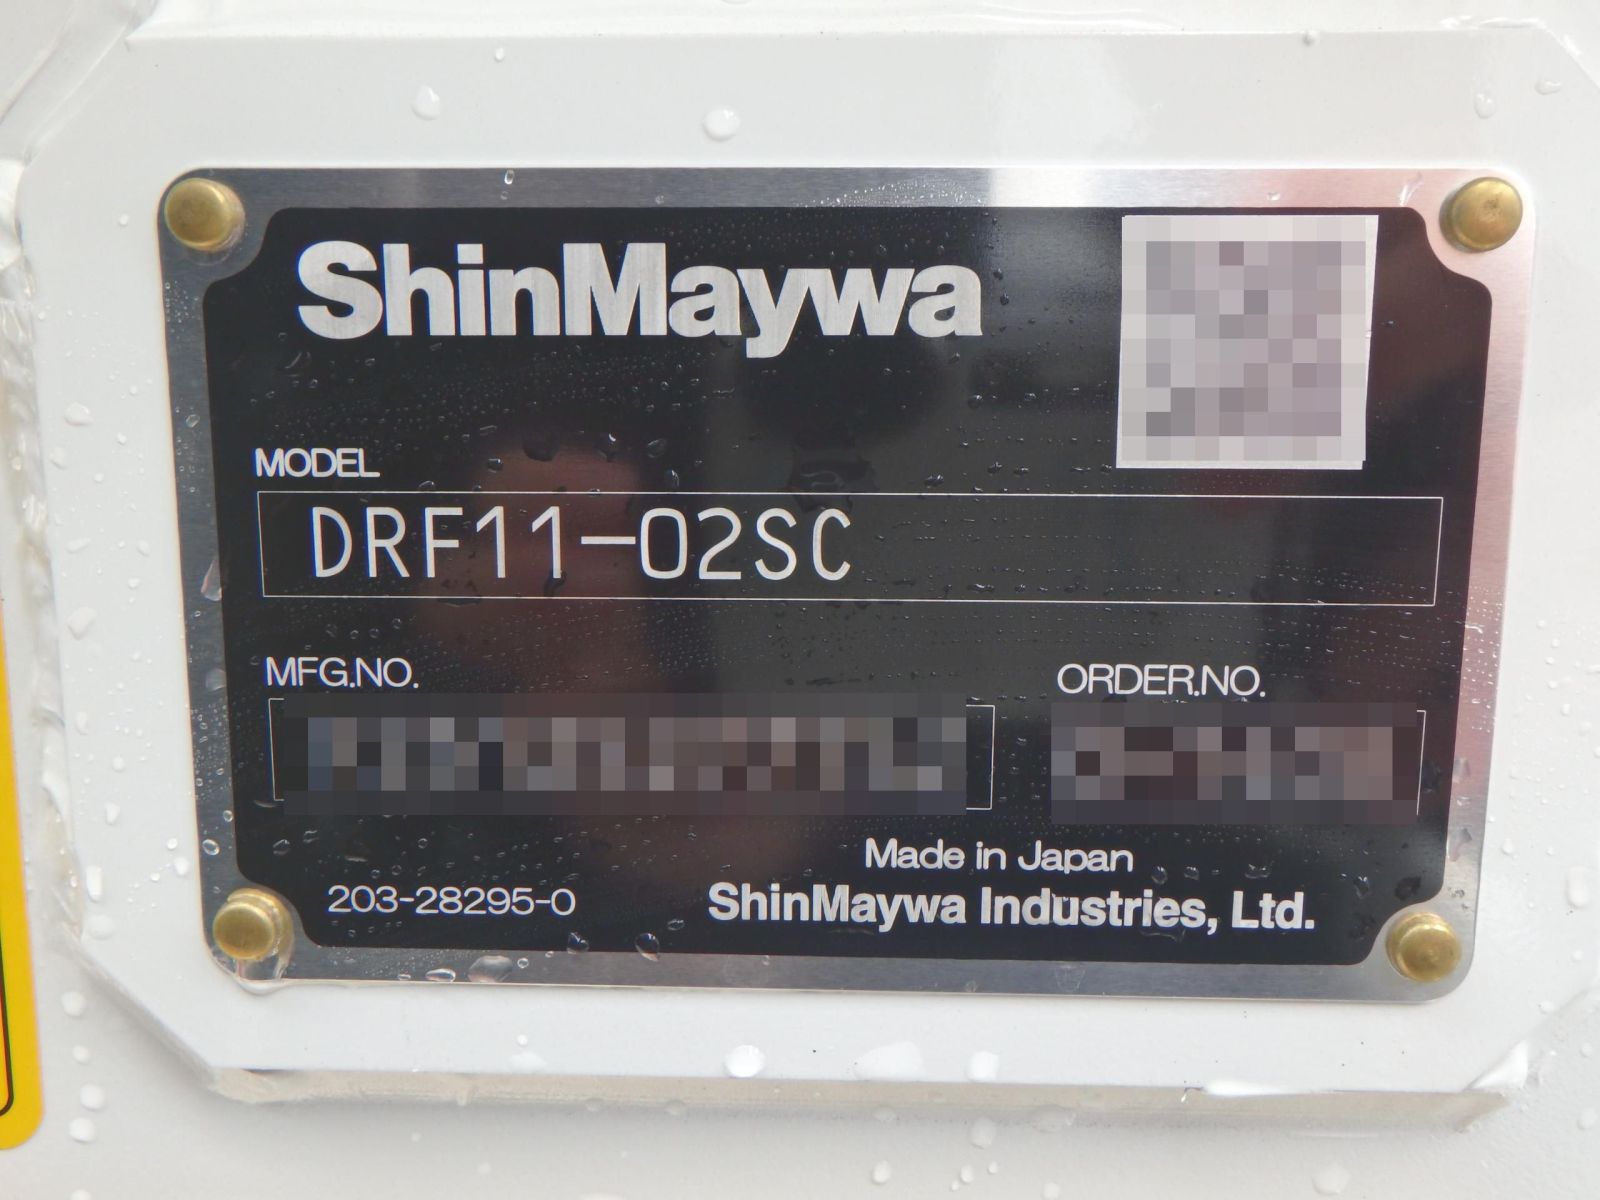 ShinMaywa
MODEL
DRF11-02SC
MFG.NO.
ORDER.NO.
Made in Japan
203-28295-0
ShinMaywa Industries, Ltd.